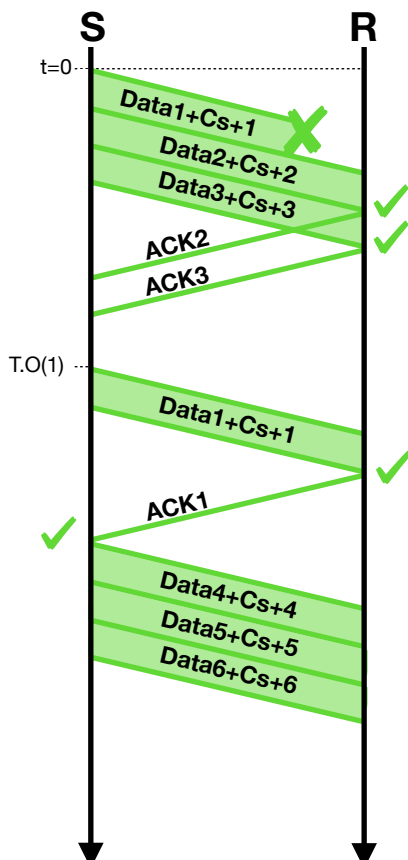 S R
t=0
Data1+Cs+1
Data2+Cs+2
Data3+Cs+3
ACK2
ACK3
T.O(1)
Data1+Cs+1
ACK1
Data4+Cs+4
Data5+Cs+5
Data6+Cs+6